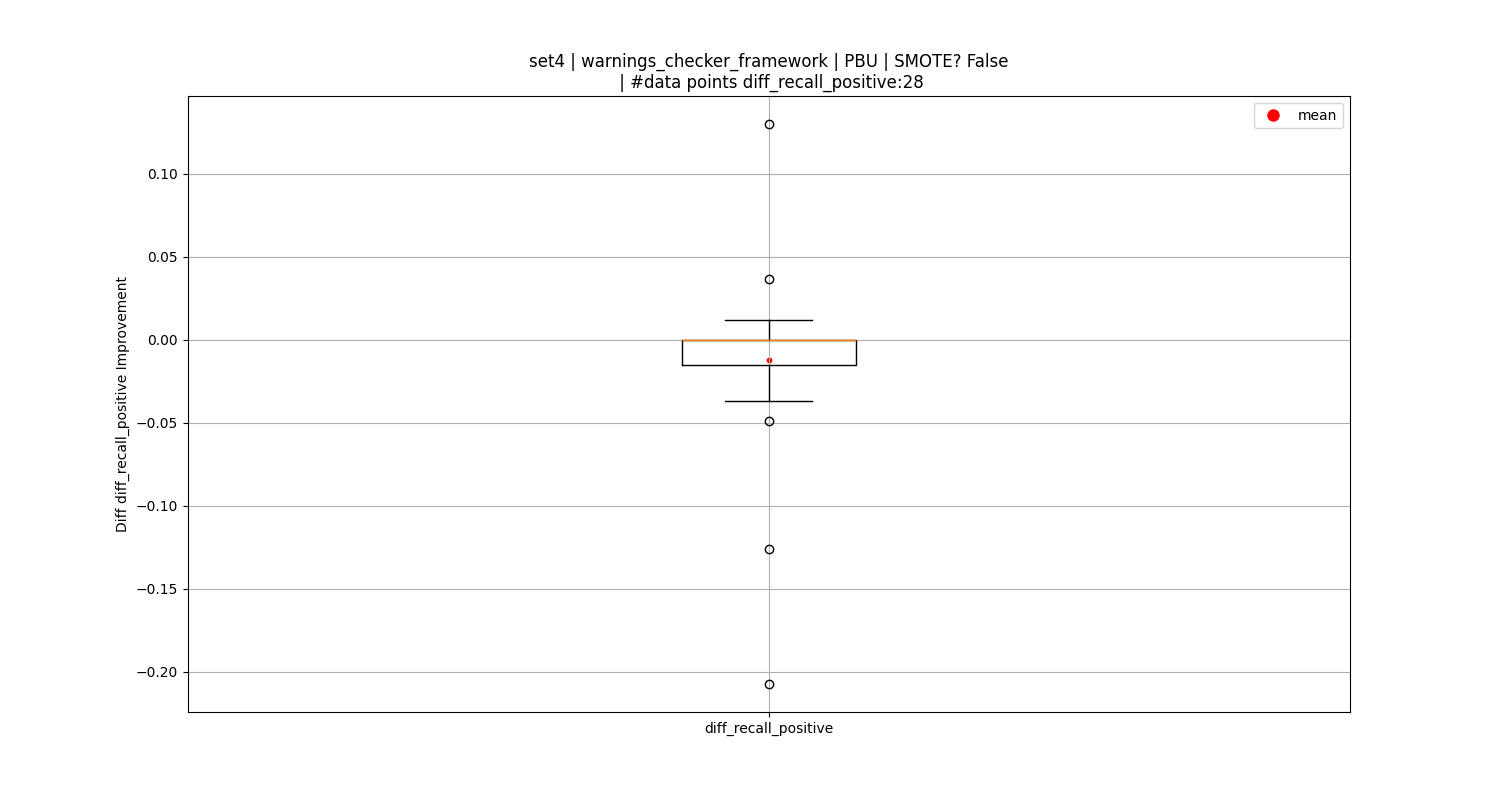 set4 | warnings_checker_framework | PBU | SMOTE? False
| #data points diff_recall_positive:28
mean
0.10
0.05
0.00
−0.05
−0.10
−0.15
−0.20
Diff diff_recall_positive Improvement
diff_recall_positive